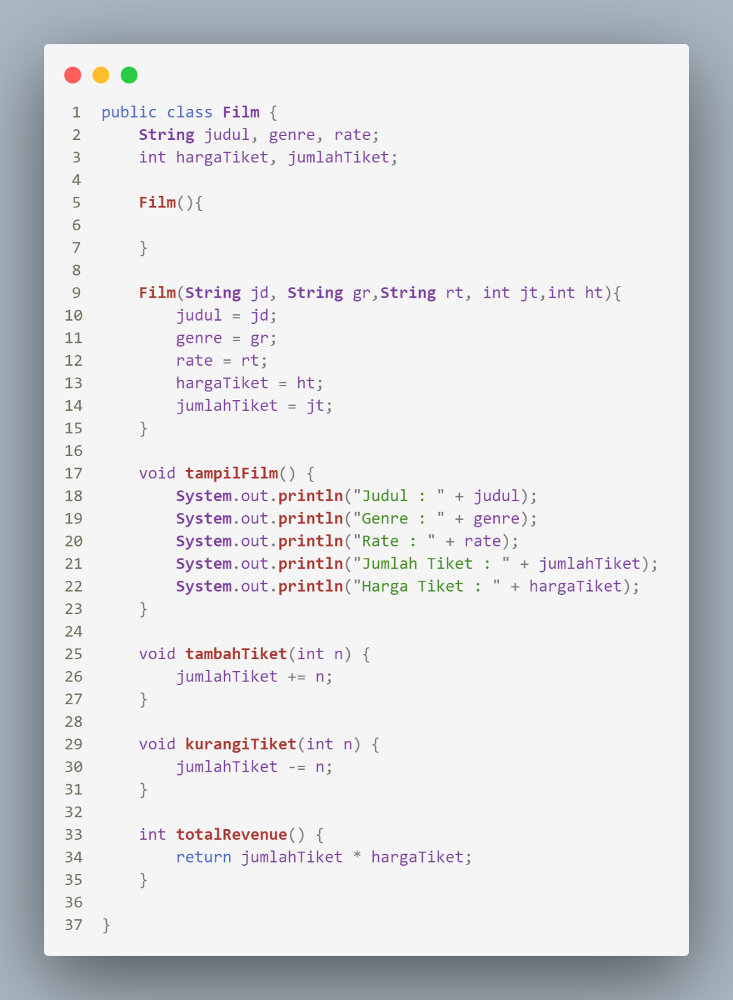 1 public class Film {
2     String judul, genre, rate;
3     int hargaTiket, jumlahTiket;
4
5     Film(){
6
7     }
8
9     Film(String jd, String gr,String rt, int jt,int ht){
10         judul = jd;
11         genre = gr;
12         rate = rt;
13         hargaTiket = ht;
14         jumlahTiket = jt;
15     }
16
17     void tampilFilm() {
18         System.out.println("Judul : " + judul);
19         System.out.println("Genre : " + genre);
20         System.out.println("Rate : " + rate);
21         System.out.println("Jumlah Tiket : " + jumlahTiket);
22         System.out.println("Harga Tiket : " + hargaTiket);
23     }
24
25     void tambahTiket(int n) {
26         jumlahTiket += n;
27     }
28
29     void kurangiTiket(int n) {
30         jumlahTiket -= n;
31     }
32
33     int totalRevenue() {
34         return jumlahTiket * hargaTiket;
35     }
36
37 }